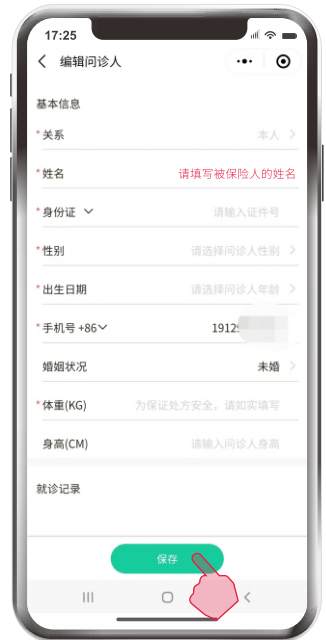 17:25
编辑问诊人
基本信息
*关系 本人
*姓名 请填写被保险人的姓名
*身份证 请输入证件号
*性别 请选择问诊人性别
*出生日期 请选择问诊人年龄
*手机号 +86 19129
婚姻状况 未婚
*体重(KG) 为保证处方安全，请如实填写
身高(CM) 请输入问诊人身高
就诊记录
保存